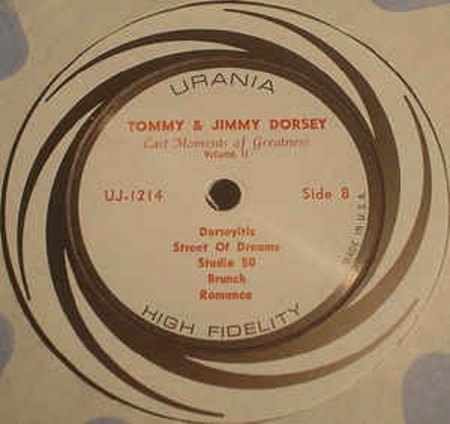 URANIA
TOMMY & JIMMY DORSEY
Last Moments of Greatness
Volume II
UJ-1214
Side B
Dorseyitis
Street Of Dreams
Studio 50
Brunch
Romance
MADE IN U.S.A.
HIGH FIDELITY